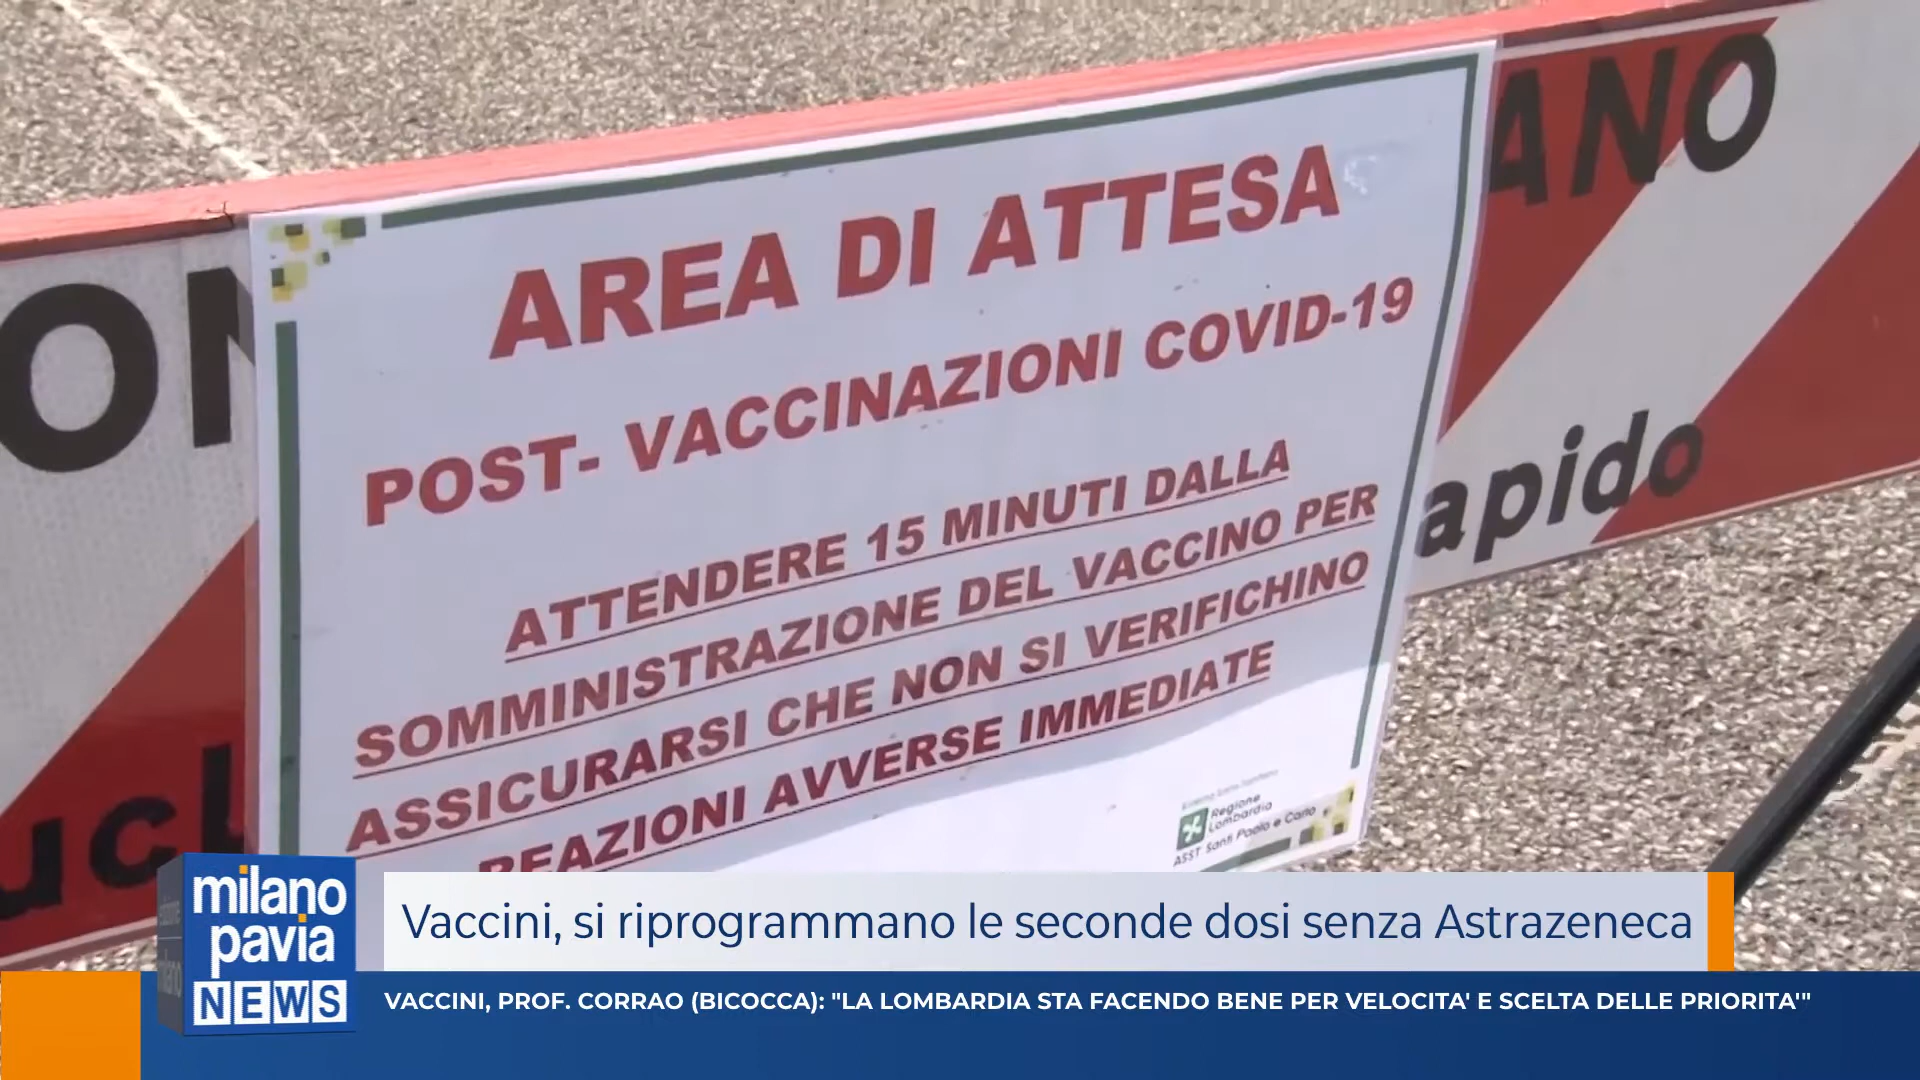 ANO
ON
AREA DI ATTESA
POST- VACCINAZIONI COVID-19
ATTENDERE 15 MINUTI DALLA
SOMMINISTRAZIONE DEL VACCINO PER
ASSICURARSI CHE NON SI VERIFICHINO
REAZIONI AVVERSE IMMEDIATE
apido
ucl
Regione
Lombardia
ASST Santi Paolo e Carlo
milano
pavia
NEWS
Vaccini, si riprogrammano le seconde dosi senza Astrazeneca
VACCINI, PROF. CORRAO (BICOCCA): "LA LOMBARDIA STA FACENDO BENE PER VELOCITA' E SCELTA DELLE PRIORITA'"